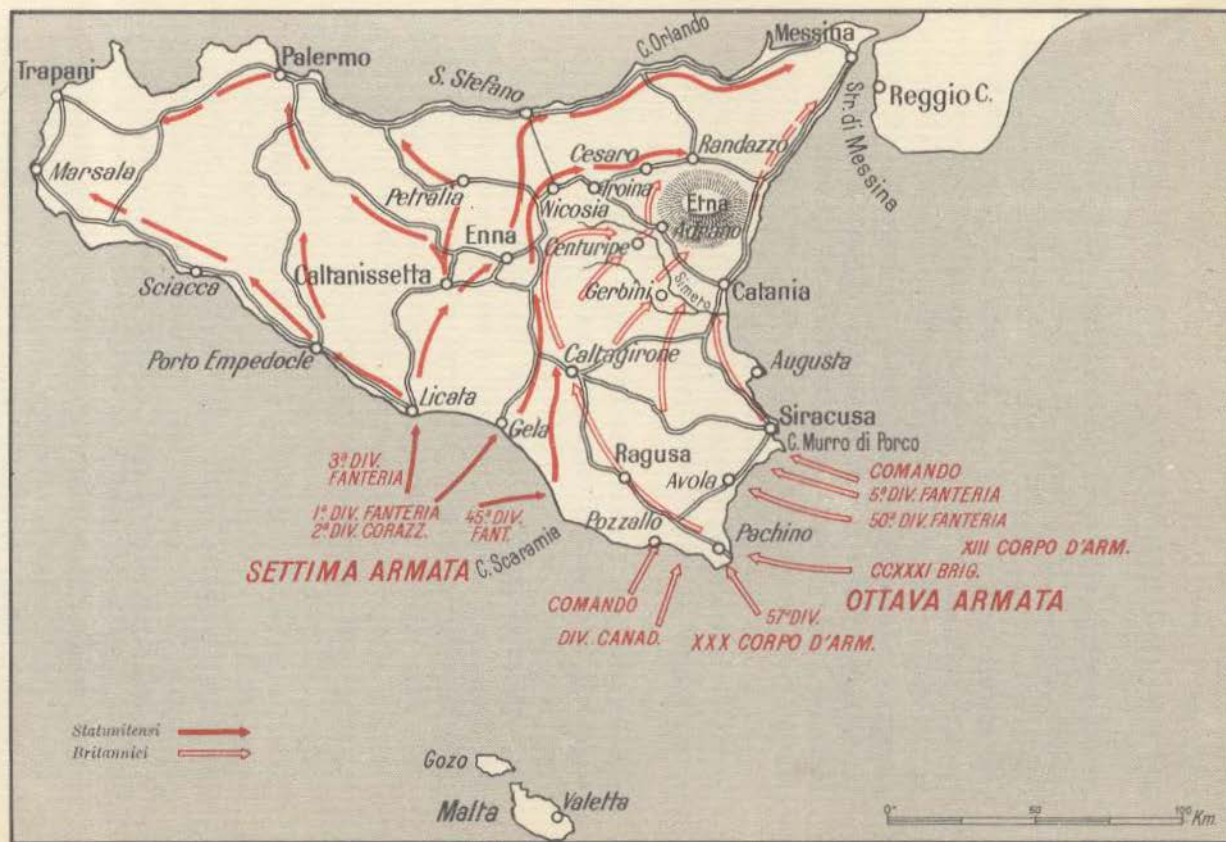 Messina
C. Orlando
Palermo
Trapani
S. Stefano
Reggio C.
Str. di Messina
Randazzo
Cesaro
Marsala
Troina
Petralia
Nicosia
Etna
Adrano
Enna
Centuripe
Caltanissetta
Sciacca
Gerbini
Simeto
Catania
Porto Empedocle
Caltagirone
Augusta
Licata
Gela
Siracusa
C. Murro di Porco
Ragusa
Avola
3ª DIV.
FANTERIA
1ª DIV. FANTERIA
2ª DIV. CORAZZ.
45ª DIV.
FANT.
COMANDO
5ª DIV. FANTERIA
50ª DIV. FANTERIA
XIII CORPO D'ARM.
Pozzallo
Pachino
SETTIMA ARMATA
C. Scaramia
CCXXXI BRIG.
OTTAVA ARMATA
COMANDO
DIV. CANAD.
57ª DIV.
XXX CORPO D'ARM.
Statunitensi
Britannici
Gozo
Malta
Valetta
0
50
100
Km.